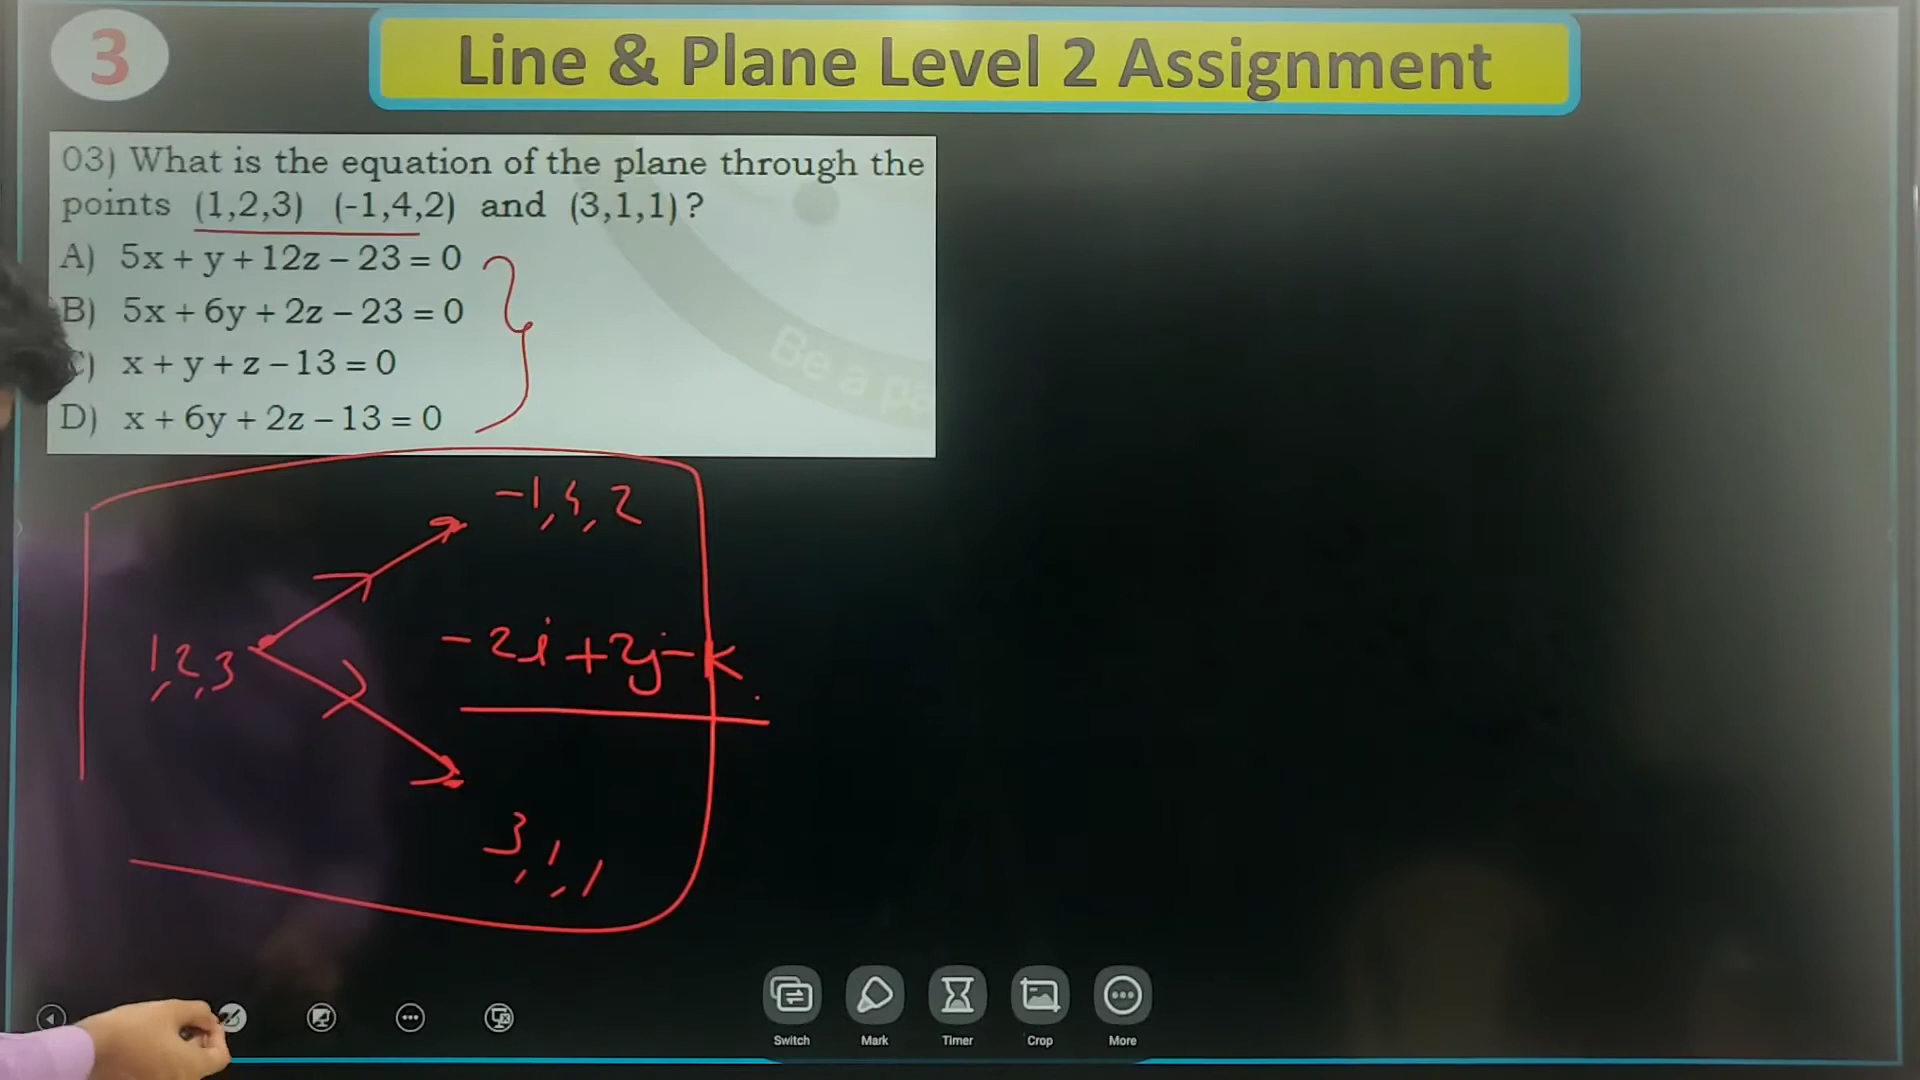 3
Line & Plane Level 2 Assignment
03) What is the equation of the plane through the
points (1,2,3) (-1,4,2) and (3,1,1)?
A) 5x + y + 12z – 23 = 0
B) 5x + 6y + 2z – 23 = 0
C) x + y + z – 13 = 0
D) x + 6y + 2z – 13 = 0
Be a pa
-1, 4, 2
1, 2, 3
-2i + 2j - k
3, 1, 1
Switch
Mark
Timer
Crop
More